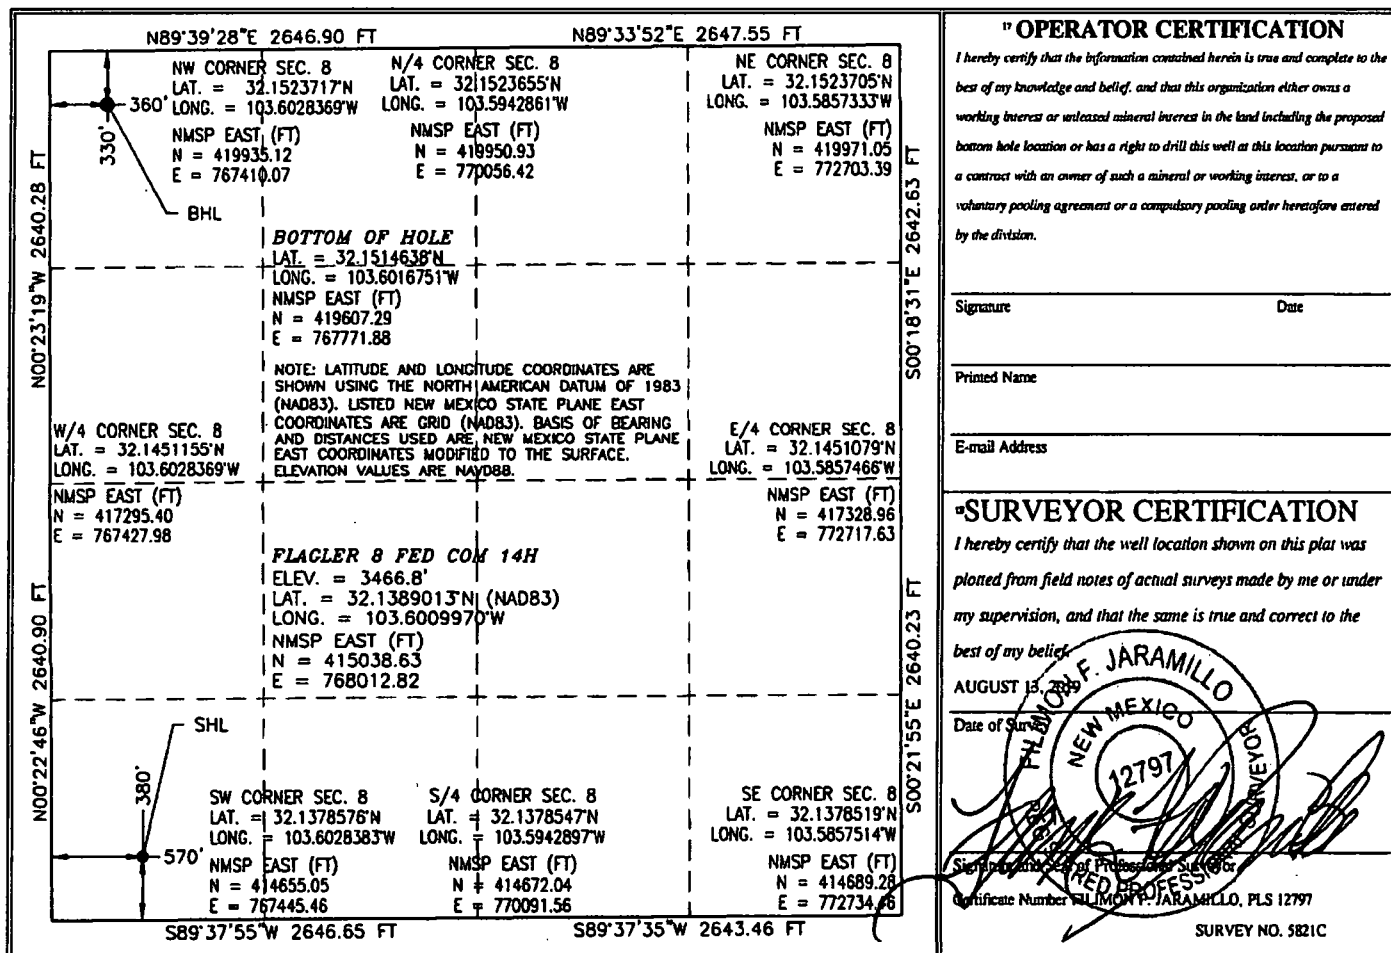 N89°39'28"E 2646.90 FT
N89°33'52"E 2647.55 FT
NW CORNER SEC. 8
LAT. = 32.1523717°N
LONG. = 103.6028369°W
NMSP EAST (FT)
N = 419935.12
E = 767410.07
N/4 CORNER SEC. 8
LAT. = 32.1523655°N
LONG. = 103.5942861°W
NMSP EAST (FT)
N = 419950.93
E = 770056.42
NE CORNER SEC. 8
LAT. = 32.1523705°N
LONG. = 103.5857333°W
NMSP EAST (FT)
N = 419971.05
E = 772703.39
360'
330'
BHL
N00°23'19"W 2640.28 FT
S00°18'31"E 2642.63 FT
BOTTOM OF HOLE
LAT. = 32.1514638°N
LONG. = 103.6016751°W
NMSP EAST (FT)
N = 419607.29
E = 767771.88
NOTE: LATITUDE AND LONGITUDE COORDINATES ARE
SHOWN USING THE NORTH AMERICAN DATUM OF 1983
(NAD83). LISTED NEW MEXICO STATE PLANE EAST
COORDINATES ARE GRID (NAD83). BASIS OF BEARING
AND DISTANCES USED ARE NEW MEXICO STATE PLANE
EAST COORDINATES MODIFIED TO THE SURFACE.
ELEVATION VALUES ARE NAVD88.
W/4 CORNER SEC. 8
LAT. = 32.1451155°N
LONG. = 103.6028369°W
NMSP EAST (FT)
N = 417295.40
E = 767427.98
E/4 CORNER SEC. 8
LAT. = 32.1451079°N
LONG. = 103.5857466°W
NMSP EAST (FT)
N = 417328.96
E = 772717.63
FLAGLER 8 FED COM 14H
ELEV. = 3466.8'
LAT. = 32.1389013°N (NAD83)
LONG. = 103.6009970°W
NMSP EAST (FT)
N = 415038.63
E = 768012.82
N00°22'46"W 2640.90 FT
S00°21'55"E 2640.23 FT
SHL
380'
570'
SW CORNER SEC. 8
LAT. = 32.1378576°N
LONG. = 103.6028383°W
NMSP EAST (FT)
N = 414655.05
E = 767445.46
S/4 CORNER SEC. 8
LAT. = 32.1378547°N
LONG. = 103.5942897°W
NMSP EAST (FT)
N = 414672.04
E = 770091.56
SE CORNER SEC. 8
LAT. = 32.1378519°N
LONG. = 103.5857514°W
NMSP EAST (FT)
N = 414689.28
E = 772734.46
S89°37'55"W 2646.65 FT
S89°37'35"W 2643.46 FT
17 OPERATOR CERTIFICATION
I hereby certify that the information contained herein is true and complete to the
best of my knowledge and belief, and that this organization either owns a
working interest or unleased mineral interest in the land including the proposed
bottom hole location or has a right to drill this well at this location pursuant to
a contract with an owner of such a mineral or working interest, or to a
voluntary pooling agreement or a compulsory pooling order heretofore entered
by the division.
Signature Date
Printed Name
E-mail Address
18 SURVEYOR CERTIFICATION
I hereby certify that the well location shown on this plat was
plotted from field notes of actual surveys made by me or under
my supervision, and that the same is true and correct to the
best of my belief.
AUGUST 13, 2019
Date of Survey
FILIMON F. JARAMILLO
NEW MEXICO
12797
REGISTERED PROFESSIONAL SURVEYOR
Signature and Seal of Professional Surveyor
Certificate Number FILIMON F. JARAMILLO, PLS 12797
SURVEY NO. 5821C